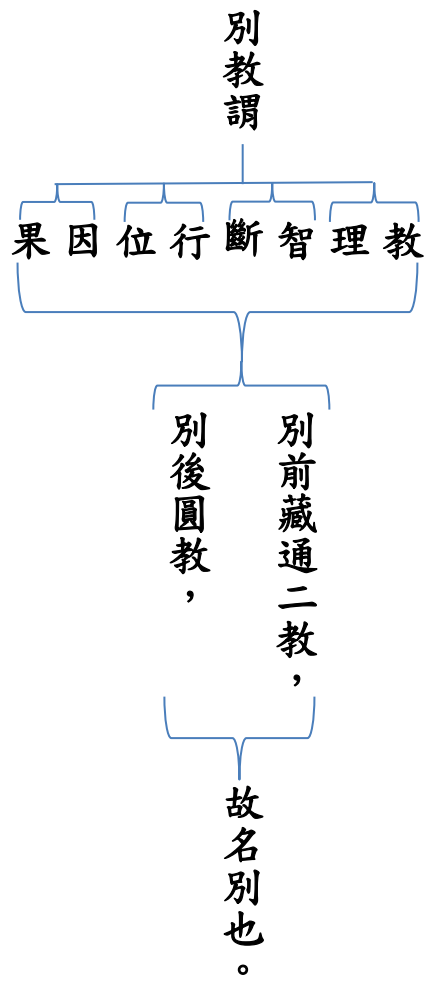 別教謂
教理
智斷
行位
因果
別前藏通二教，
別後圓教，
故名別也。